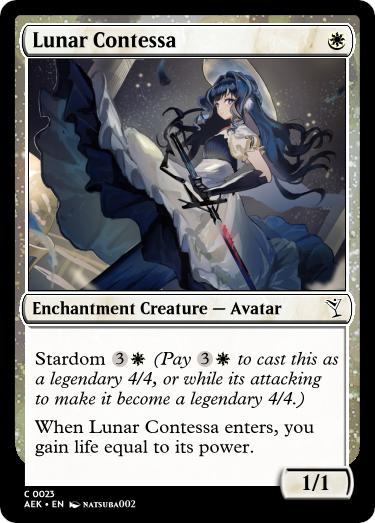 Lunar Contessa
Enchantment Creature — Avatar
Stardom 3 (Pay 3 to cast this as
a legendary 4/4, or while its attacking
to make it become a legendary 4/4.)
When Lunar Contessa enters, you
gain life equal to its power.
1/1
C 0023
AEK • EN NATSUBA002